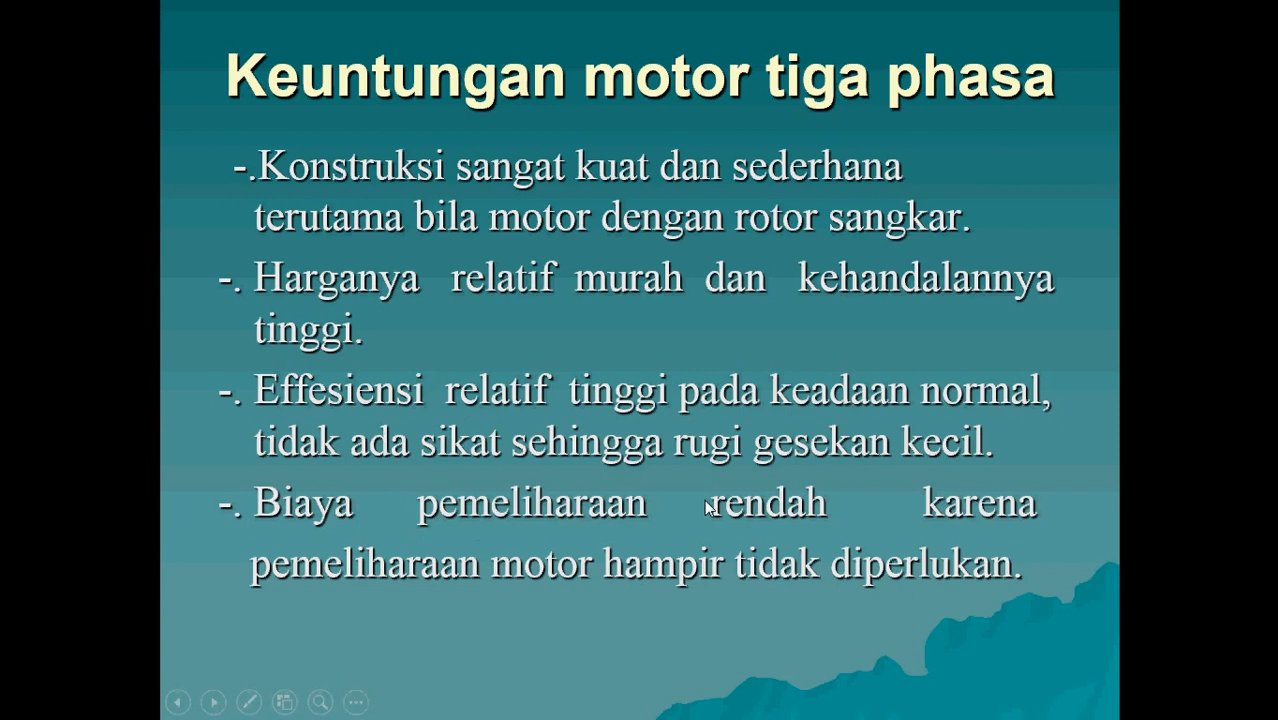 Keuntungan motor tiga phasa
-.Konstruksi sangat kuat dan sederhana
terutama bila motor dengan rotor sangkar.
-. Harganya relatif murah dan kehandalannya
tinggi.
-. Effesiensi relatif tinggi pada keadaan normal,
tidak ada sikat sehingga rugi gesekan kecil.
-. Biaya pemeliharaan rendah karena
pemeliharaan motor hampir tidak diperlukan.